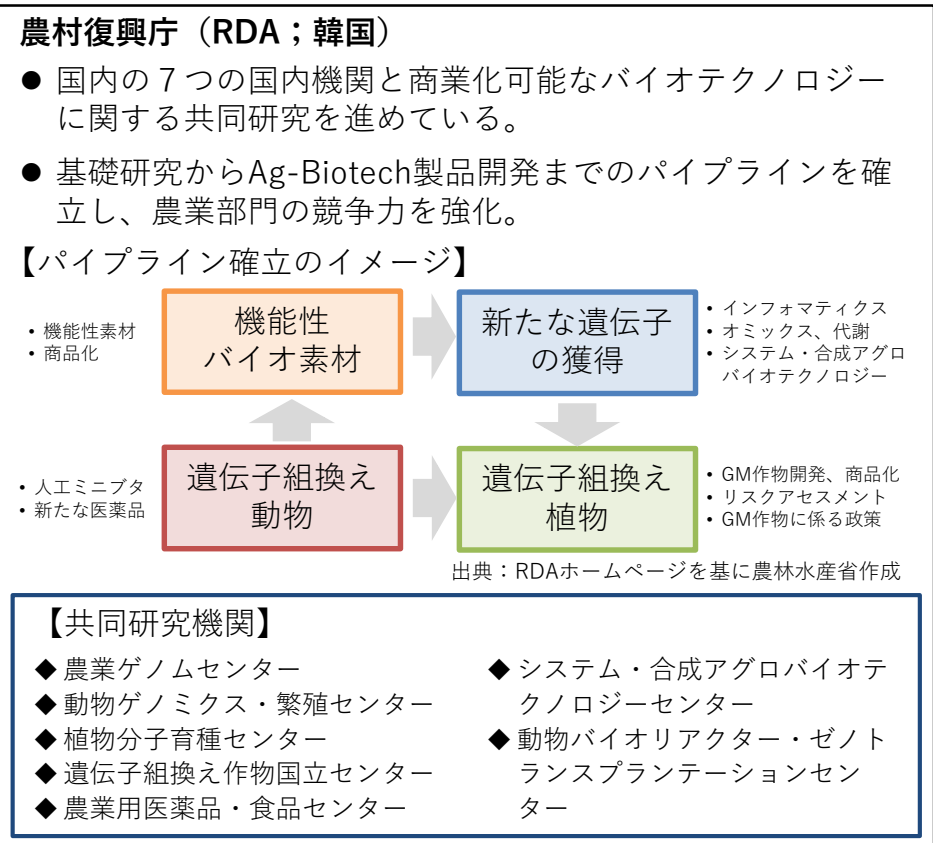 農村復興庁（RDA；韓国）
● 国内の７つの国内機関と商業化可能なバイオテクノロジー
に関する共同研究を進めている。
● 基礎研究からAg-Biotech製品開発までのパイプラインを確
立し、農業部門の競争力を強化。
【パイプライン確立のイメージ】
• 機能性素材
• 商品化
機能性
バイオ素材
新たな遺伝子
の獲得
• インフォマティクス
• オミックス、代謝
• システム・合成アグロ
バイオテクノロジー
• 人工ミニブタ
• 新たな医薬品
遺伝子組換え
動物
遺伝子組換え
植物
• GM作物開発、商品化
• リスクアセスメント
• GM作物に係る政策
出典：RDAホームページを基に農林水産省作成
【共同研究機関】
◆ 農業ゲノムセンター
◆ 動物ゲノミクス・繁殖センター
◆ 植物分子育種センター
◆ 遺伝子組換え作物国立センター
◆ 農業用医薬品・食品センター
◆ システム・合成アグロバイオテ
クノロジーセンター
◆ 動物バイオリアクター・ゼノト
ランスプランテーションセン
ター